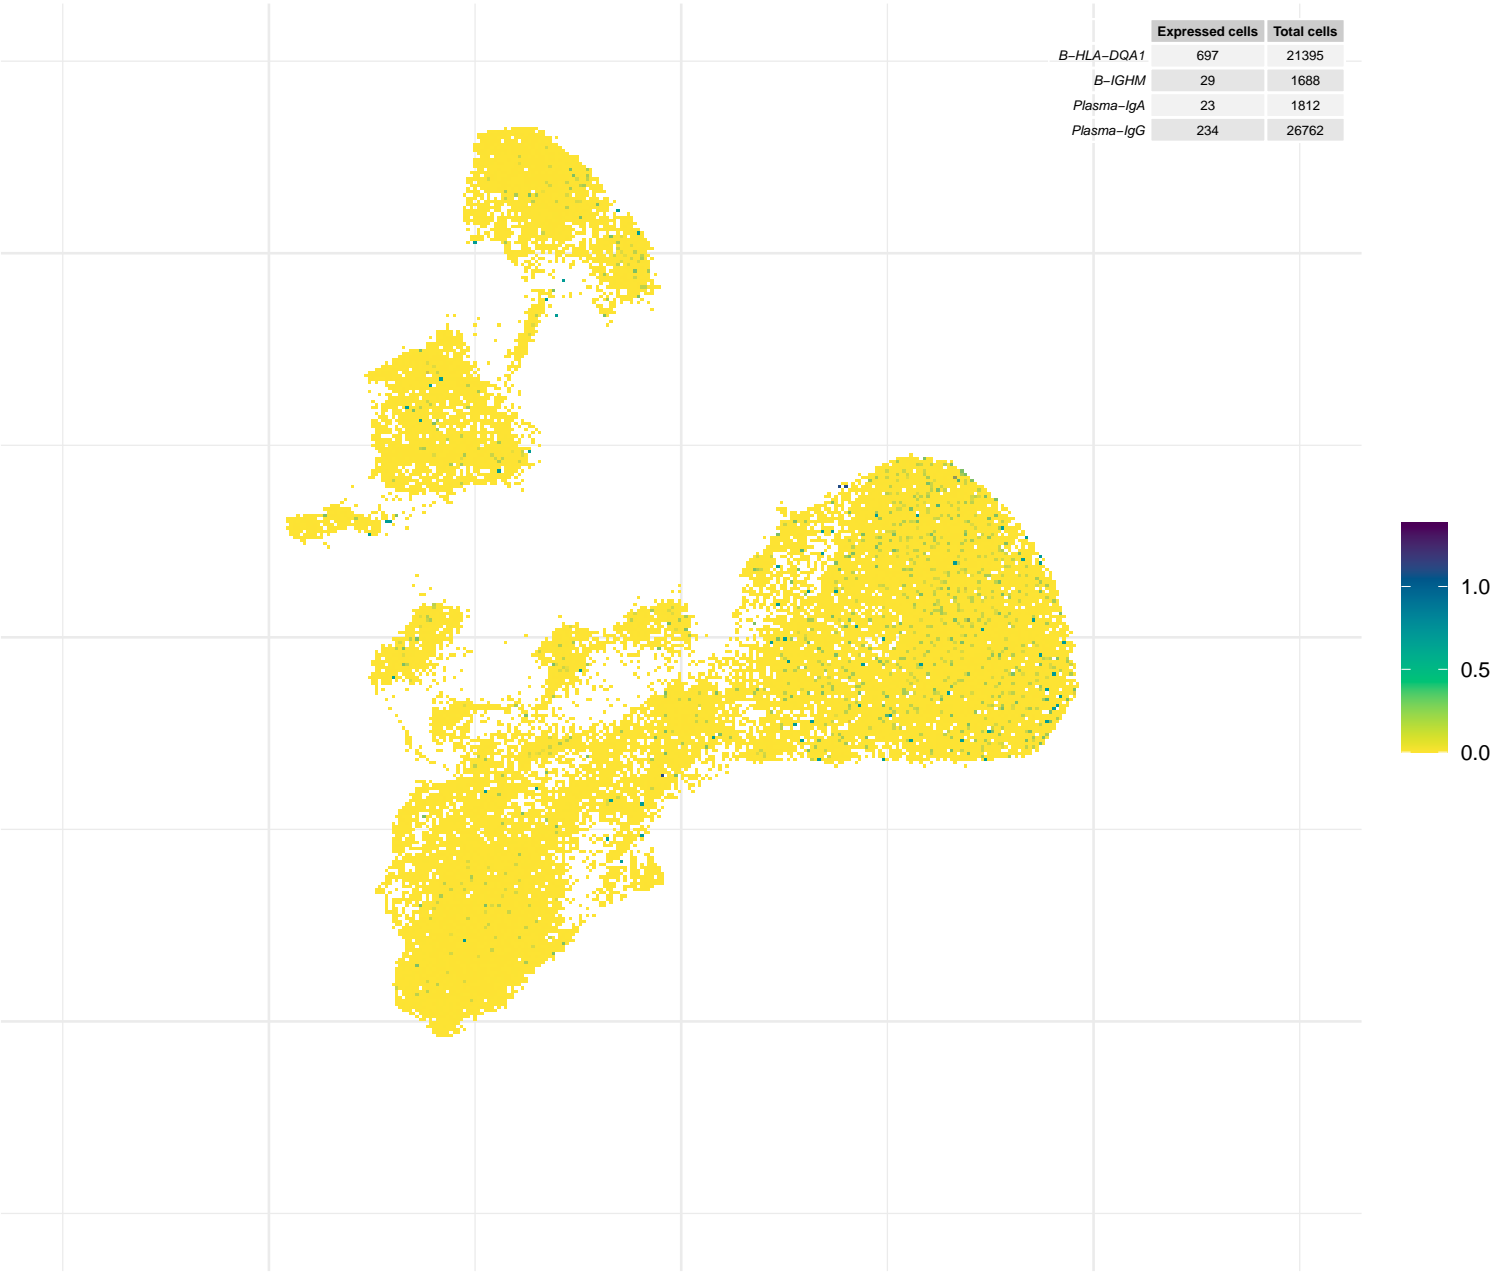 Expressed cells Total cells
B−HLA−DQA1 697 21395
B−IGHM 29 1688
Plasma−IgA 23 1812
Plasma−IgG 234 26762
1.0
0.5
0.0